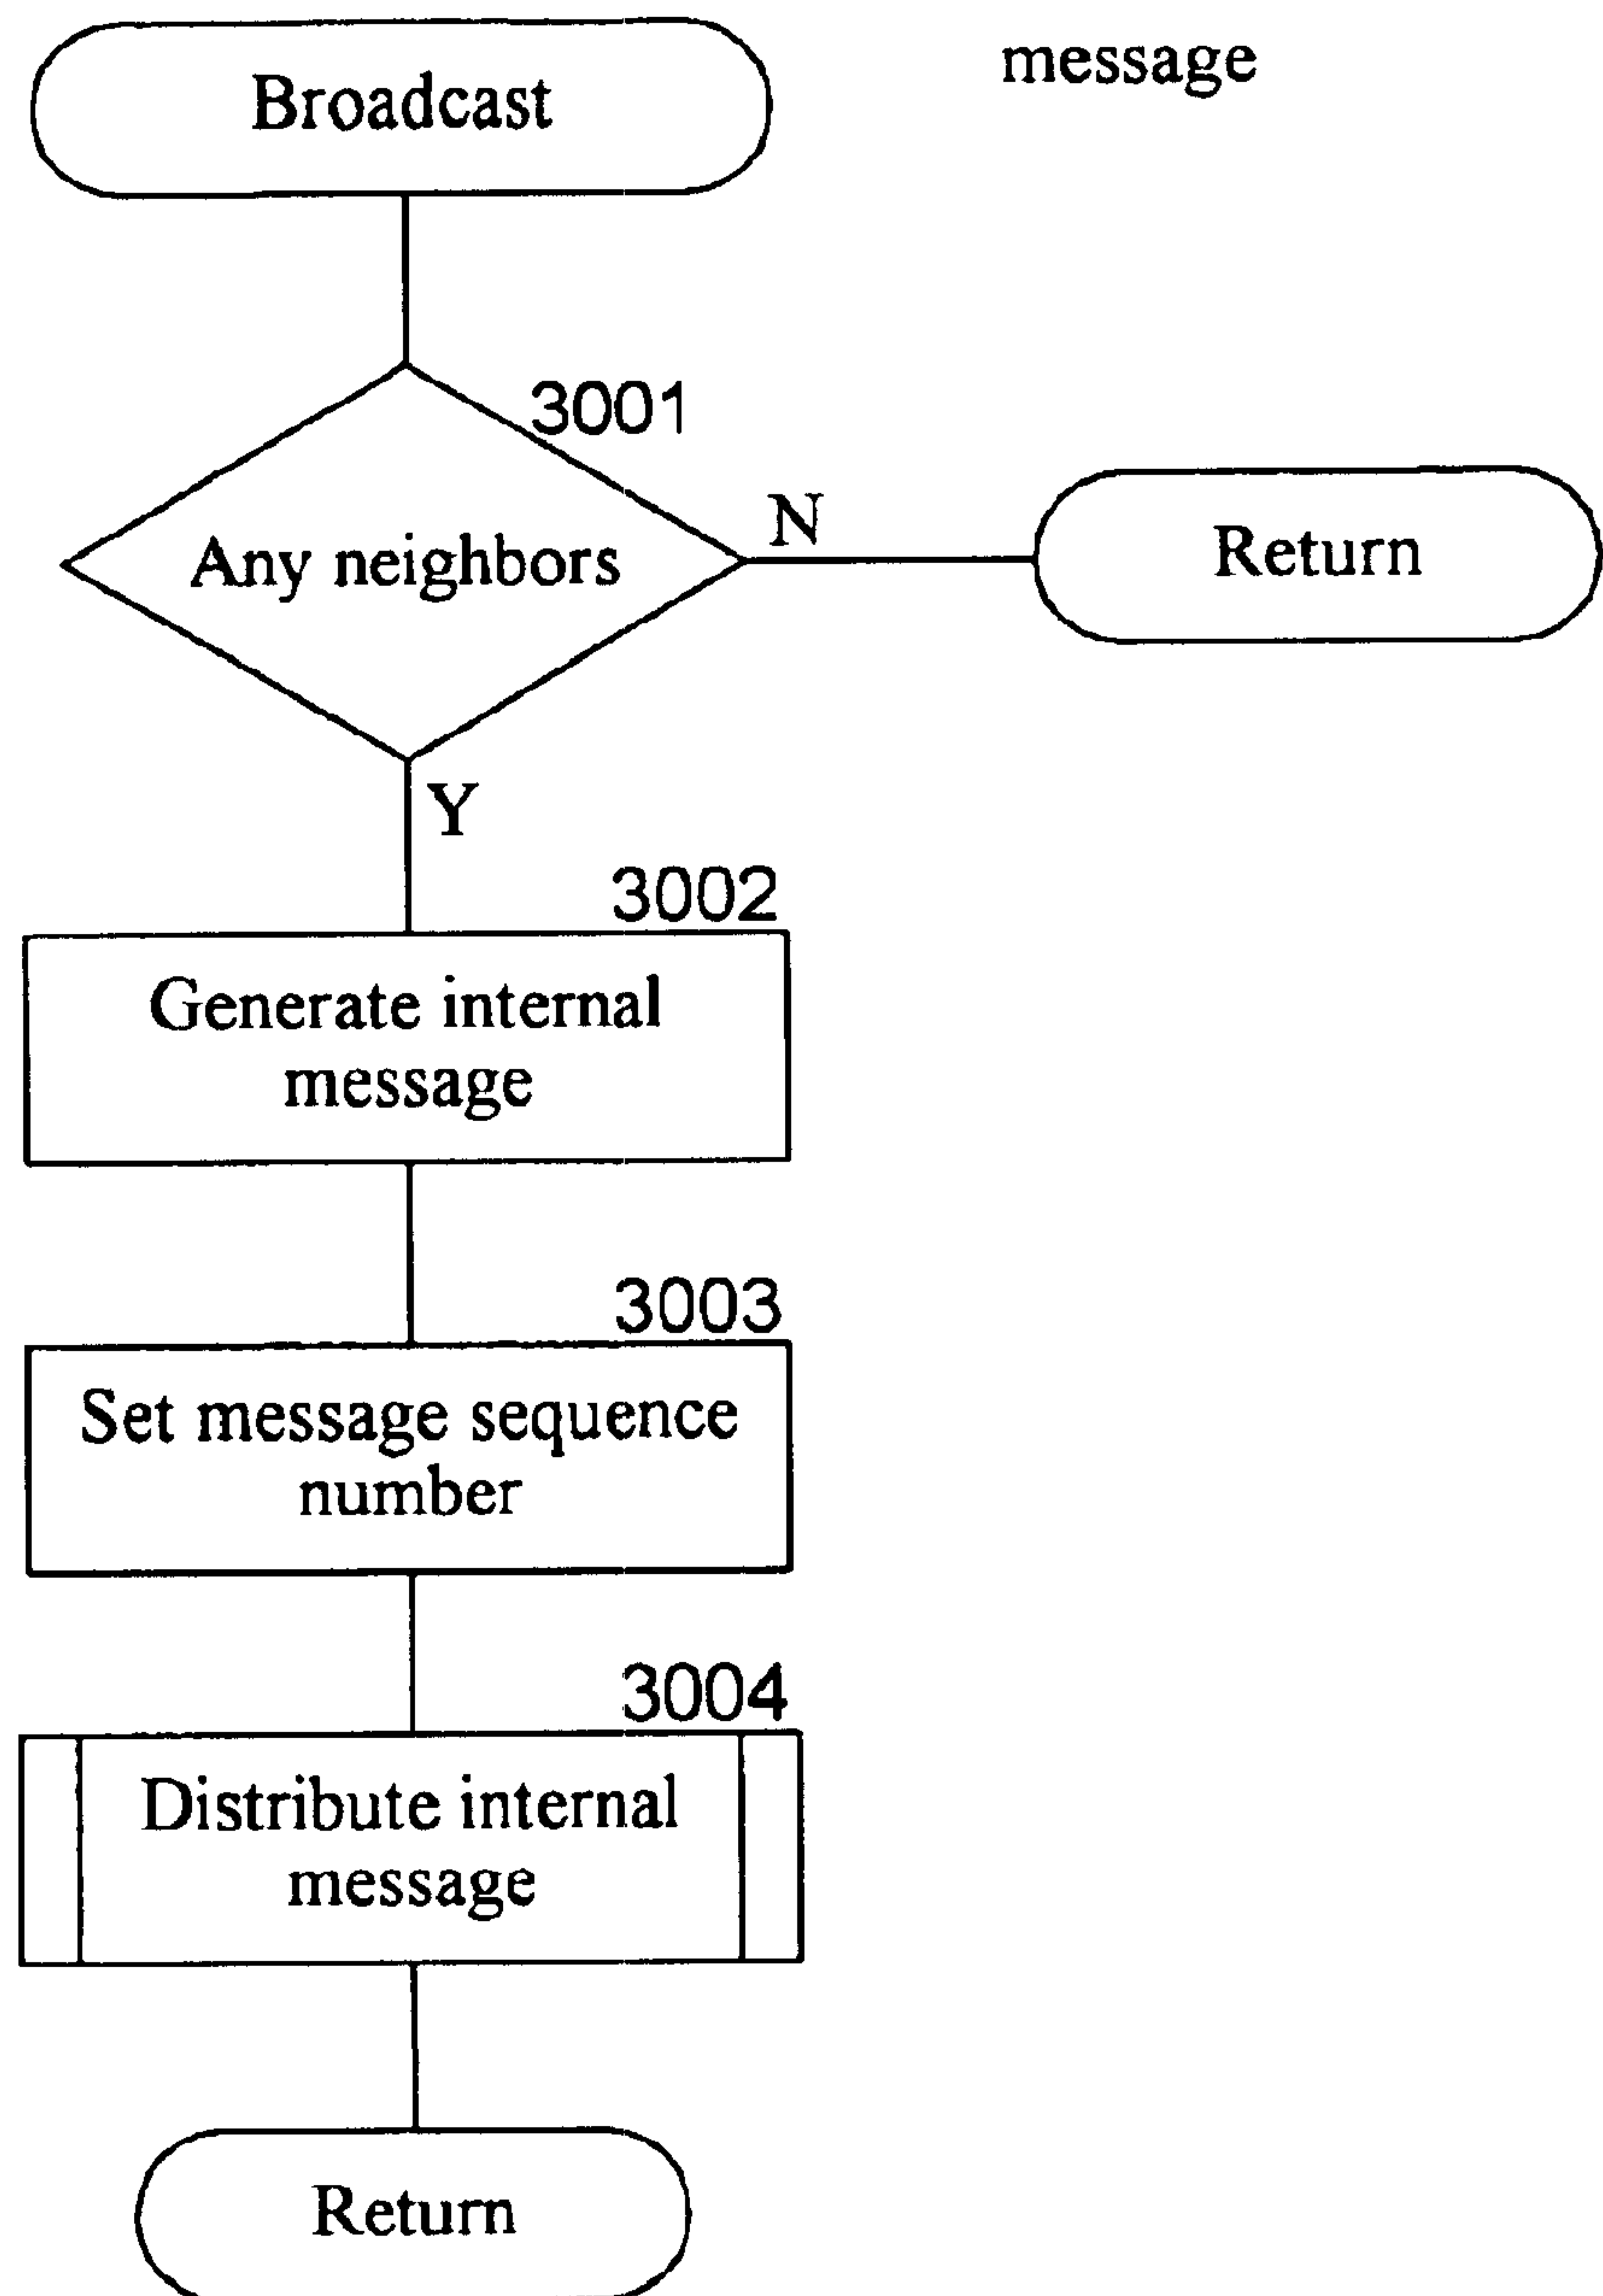 Broadcast
message
3001
Any neighbors
N
Return
Y
3002
Generate internal
message
3003
Set message sequence
number
3004
Distribute internal
message
Return